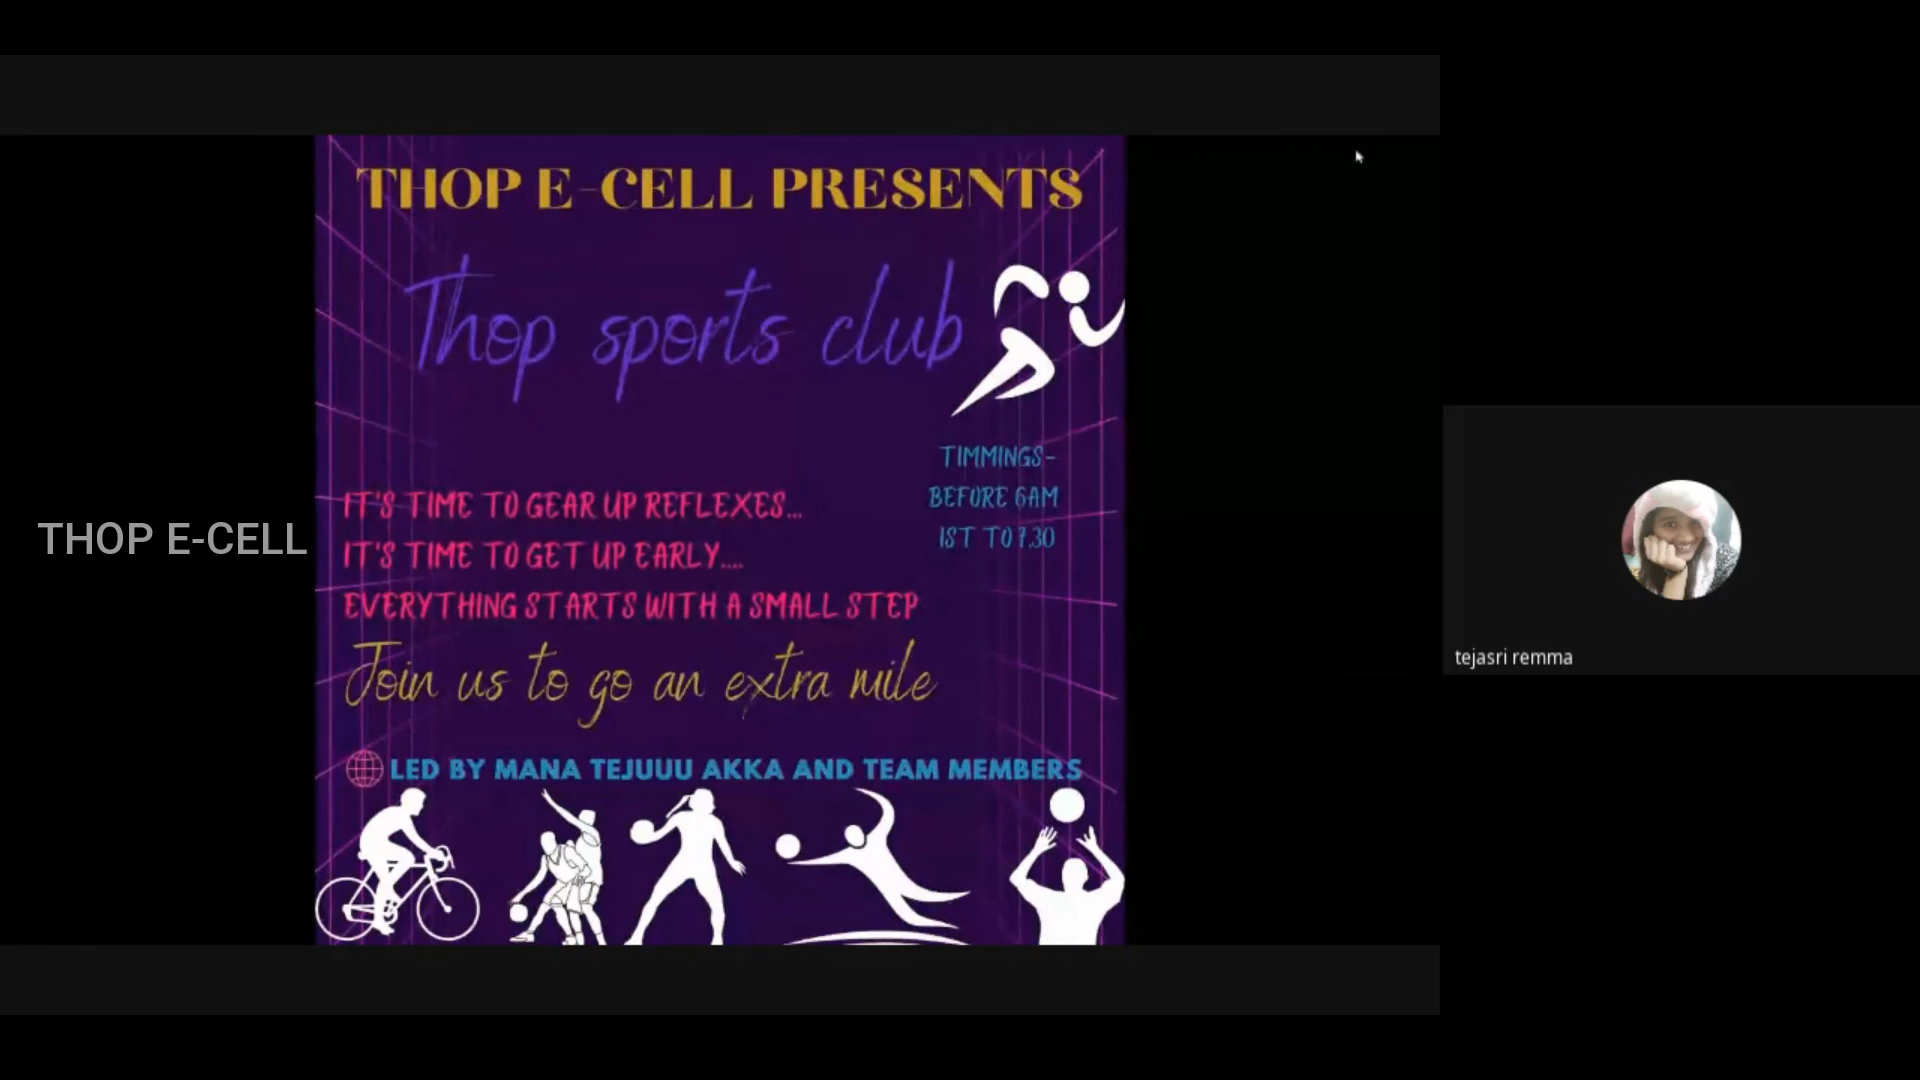 THOP E-CELL PRESENTS
Thop sports club
TIMMINGS-
BEFORE 6AM
IST TO 7.30
IT'S TIME TO GEAR UP REFLEXES...
IT'S TIME TO GET UP EARLY....
EVERYTHING STARTS WITH A SMALL STEP
Join us to go an extra mile
LED BY MANA TEJUUU AKKA AND TEAM MEMBERS
THOP E-CELL
tejasri remma